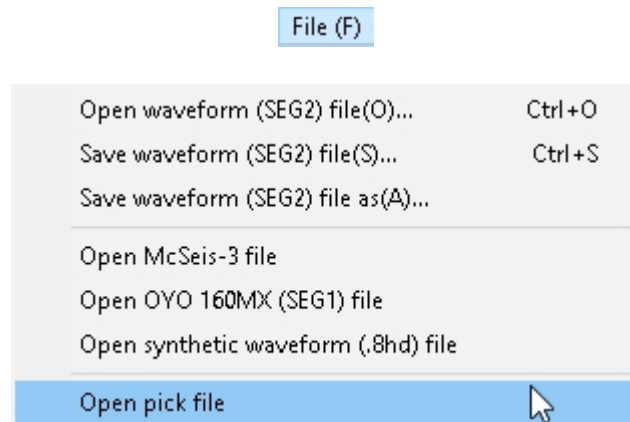 File (F)
Open waveform (SEG2) file(O)... Ctrl+O
Save waveform (SEG2) file(S)... Ctrl+S
Save waveform (SEG2) file as(A)...
Open McSeis-3 file
Open OYO 160MX (SEG1) file
Open synthetic waveform (.8hd) file
Open pick file